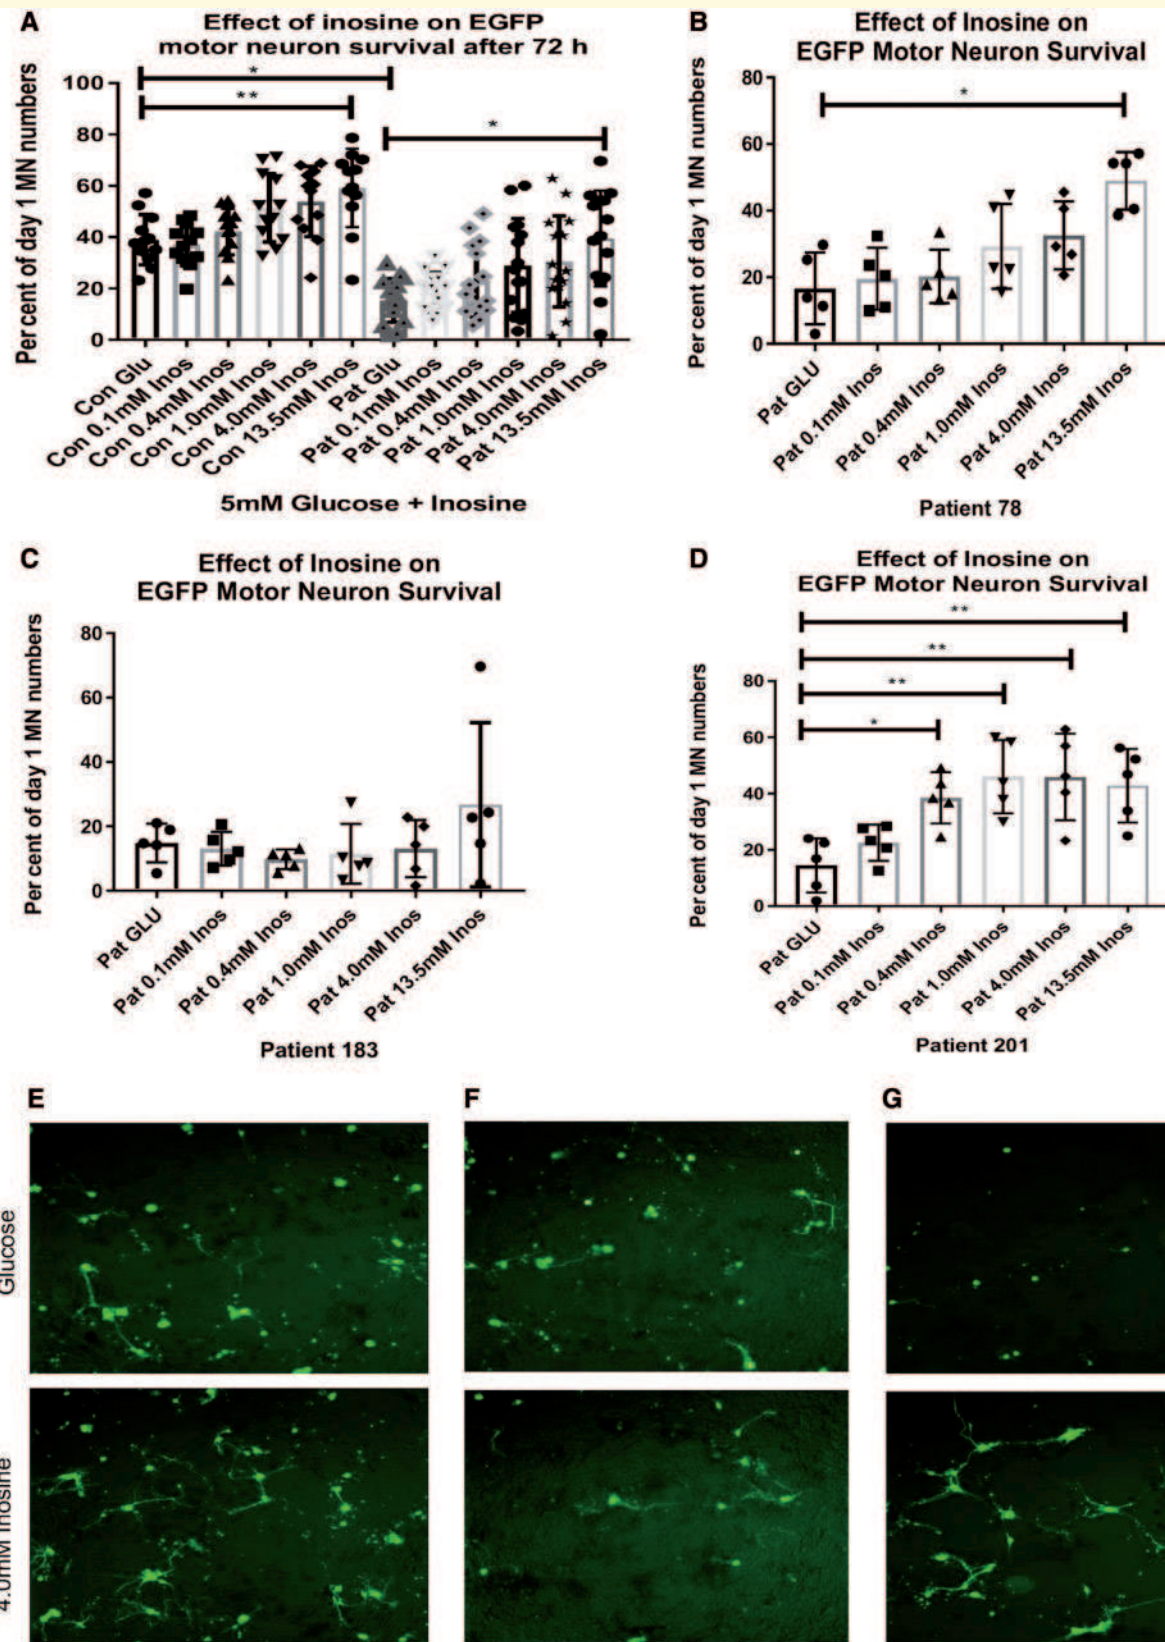 A
Effect of inosine on EGFP
motor neuron survival after 72 h
Per cent of day 1 MN numbers
100
80
60
40
20
0
*
**
*
Con Glu
Con 0.1mM Inos
Con 0.4mM Inos
Con 1.0mM Inos
Con 4.0mM Inos
Con 13.5mM Inos
Pat Glu
Pat 0.1mM Inos
Pat 0.4mM Inos
Pat 1.0mM Inos
Pat 4.0mM Inos
Pat 13.5mM Inos
5mM Glucose + Inosine
B
Effect of Inosine on
EGFP Motor Neuron Survival
Per cent of day 1 MN numbers
80
60
40
20
0
*
Pat GLU
Pat 0.1mM Inos
Pat 0.4mM Inos
Pat 1.0mM Inos
Pat 4.0mM Inos
Pat 13.5mM Inos
Patient 78
C
Effect of Inosine on
EGFP Motor Neuron Survival
Per cent of day 1 MN numbers
80
60
40
20
0
Pat GLU
Pat 0.1mM Inos
Pat 0.4mM Inos
Pat 1.0mM Inos
Pat 4.0mM Inos
Pat 13.5mM Inos
Patient 183
D
Effect of Inosine on
EGFP Motor Neuron Survival
**
**
**
*
Per cent of day 1 MN numbers
80
60
40
20
0
Pat GLU
Pat 0.1mM Inos
Pat 0.4mM Inos
Pat 1.0mM Inos
Pat 4.0mM Inos
Pat 13.5mM Inos
Patient 201
E
F
G
Glucose
4.0mM Inosine